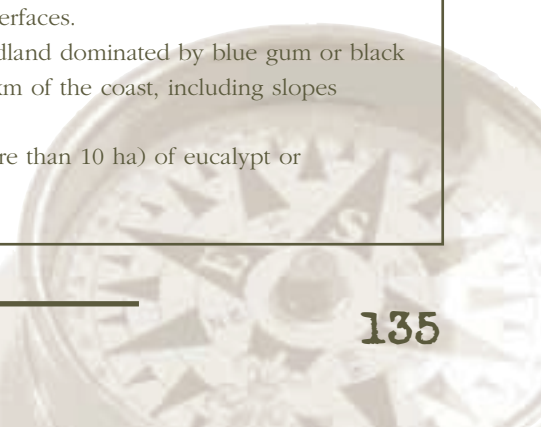 erfaces.
dland dominated by blue gum or black
km of the coast, including slopes
re than 10 ha) of eucalypt or
S
E
135